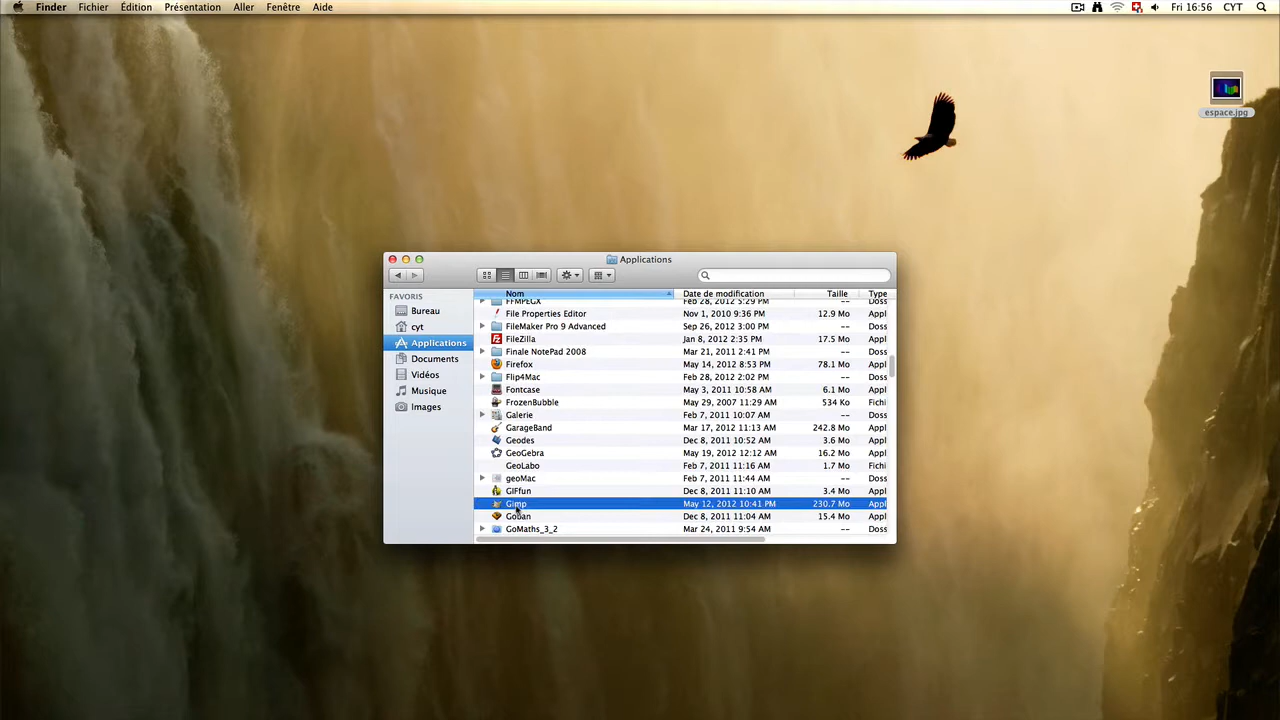 Finder Fichier Édition Présentation Aller Fenêtre Aide Fri 16:56 CYT
espace.jpg
Applications
FAVORIS
Bureau
cyt
Applications
Documents
Vidéos
Musique
Images
Nom Date de modification Taille Type
FFMPEGX Feb 28, 2012 5:29 PM -- Doss
File Properties Editor Nov 1, 2010 9:36 PM 12.9 Mo Appl
FileMaker Pro 9 Advanced Sep 26, 2012 3:00 PM -- Doss
FileZilla Jan 8, 2012 2:35 PM 17.5 Mo Appl
Finale NotePad 2008 Mar 21, 2011 2:41 PM -- Doss
Firefox May 14, 2012 8:53 PM 78.1 Mo Appl
Flip4Mac Feb 28, 2012 2:02 PM -- Doss
Fontcase May 3, 2011 10:58 AM 6.1 Mo Appl
FrozenBubble May 29, 2007 11:29 AM 534 Ko Fichi
Galerie Feb 7, 2011 10:07 AM -- Doss
GarageBand Mar 17, 2012 11:13 AM 242.8 Mo Appl
Geodes Dec 8, 2011 10:52 AM 3.6 Mo Appl
GeoGebra May 19, 2012 12:12 AM 16.2 Mo Appl
GeoLabo Feb 7, 2011 11:16 AM 1.7 Mo Fichi
geoMac Feb 7, 2011 11:44 AM -- Doss
GIFfun Dec 8, 2011 11:10 AM 3.4 Mo Appl
Gimp May 12, 2012 10:41 PM 230.7 Mo Appl
Goban Dec 8, 2011 11:04 AM 15.4 Mo Appl
GoMaths_3_2 Mar 24, 2011 9:54 AM -- Doss